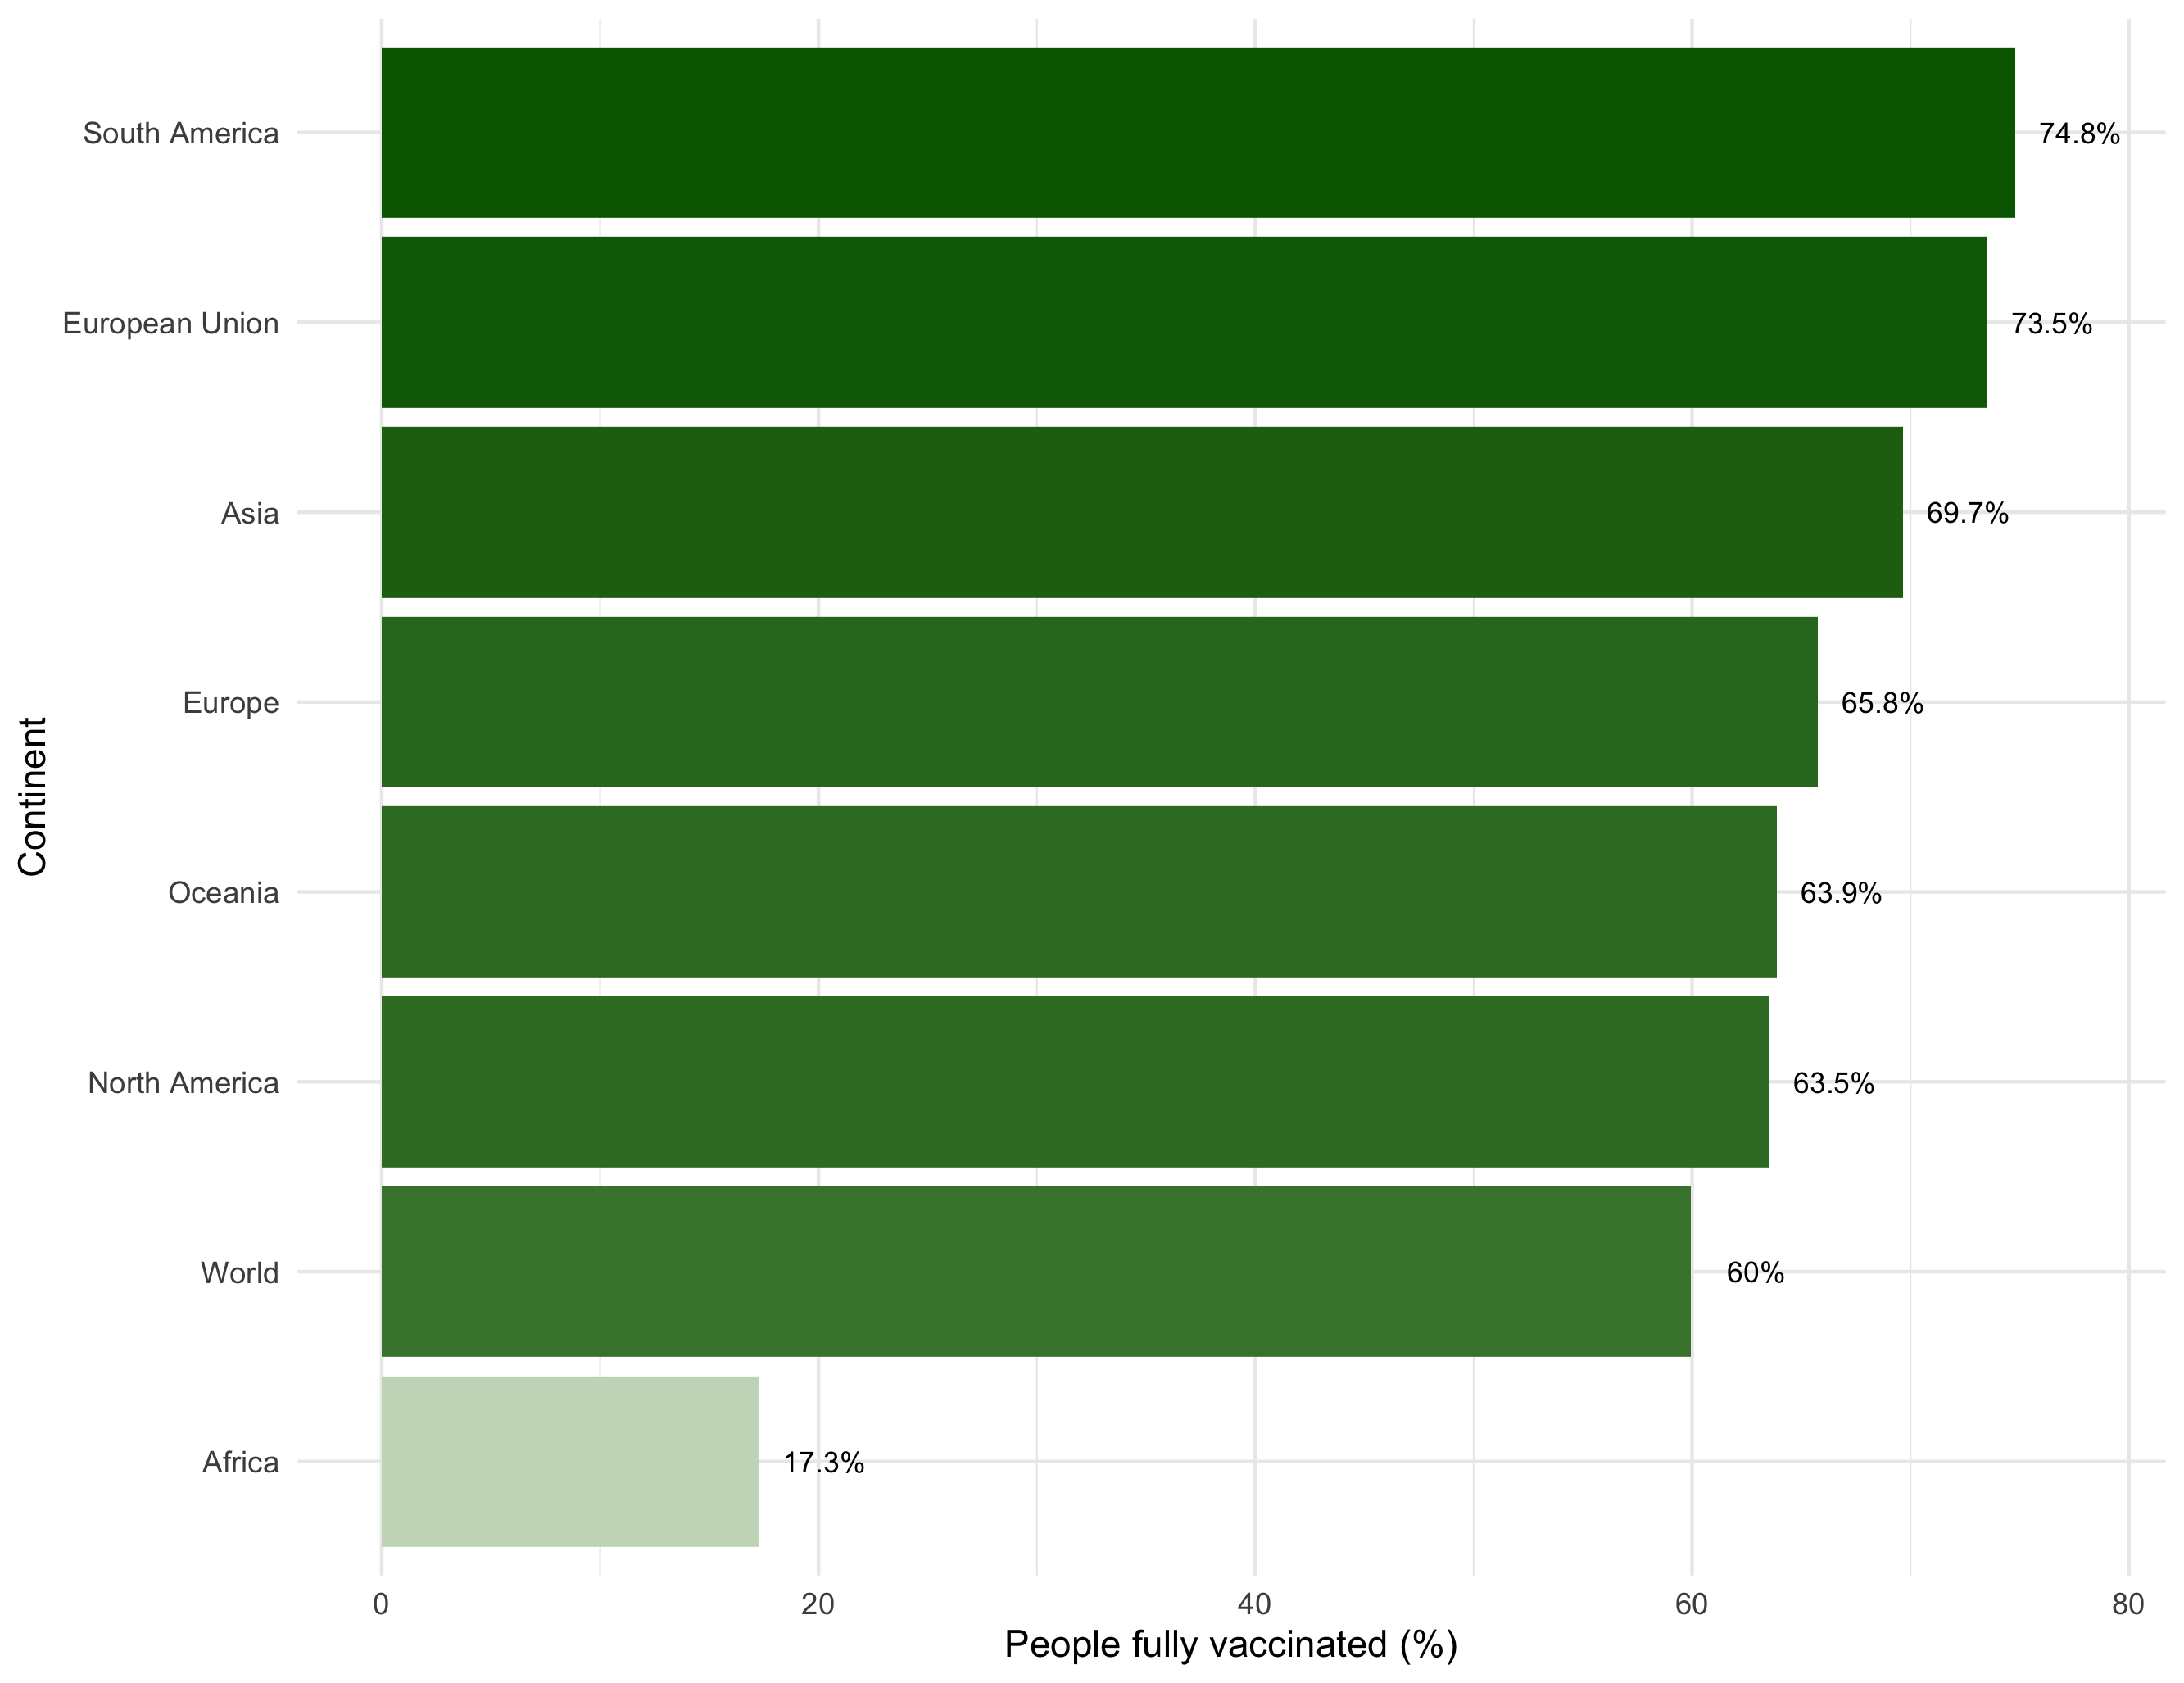 South America
74.8%
European Union
73.5%
Asia
69.7%
Europe
65.8%
Oceania
63.9%
North America
63.5%
World
60%
Africa
17.3%
Continent
0
20
40
60
80
People fully vaccinated (%)